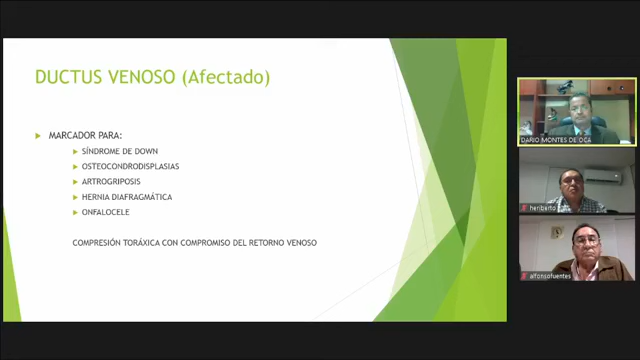 DUCTUS VENOSO (Afectado)
MARCADOR PARA:
SÍNDROME DE DOWN
OSTEOCONDRODISPLASIAS
ARTROGRIPOSIS
HERNIA DIAFRAGMÁTICA
ONFALOCELE
COMPRESIÓN TORÁXICA CON COMPROMISO DEL RETORNO VENOSO
DARIO MONTES DE OCA
heriberto
alfonsofuentes